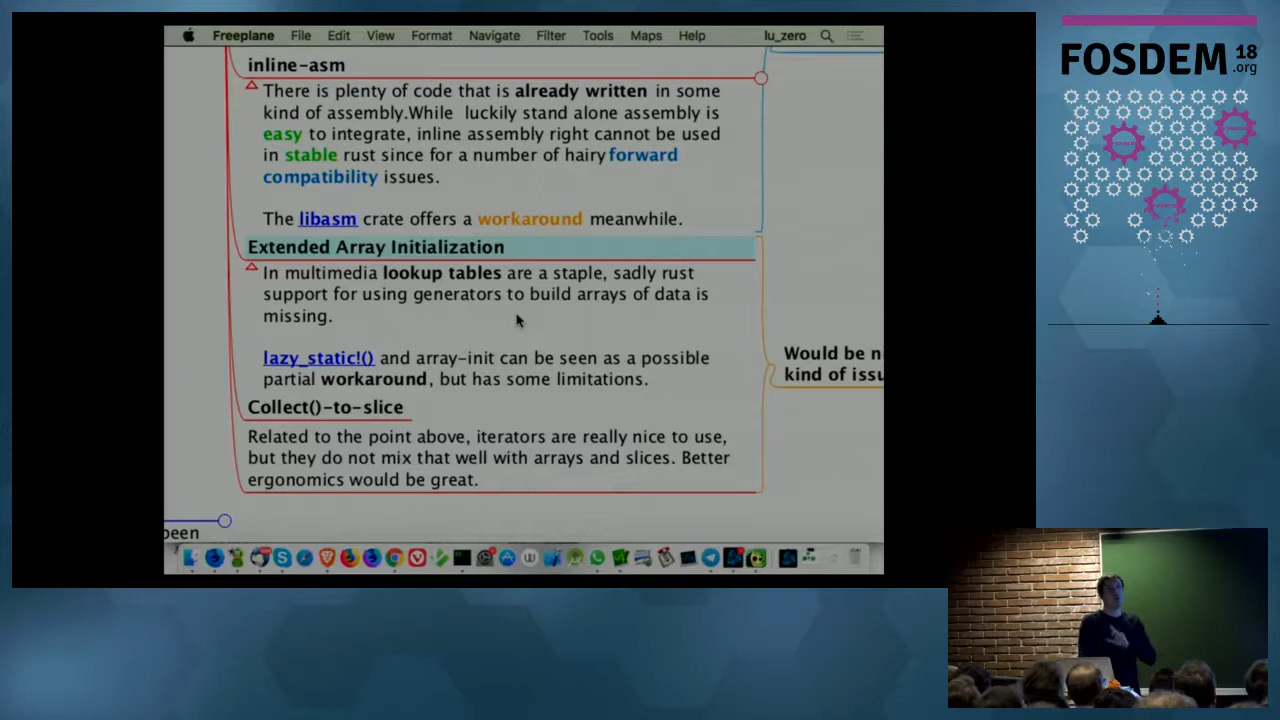 Freeplane File Edit View Format Navigate Filter Tools Maps Help lu_zero
FOSDEM 18
.org
inline-asm
There is plenty of code that is already written in some
kind of assembly.While luckily stand alone assembly is
easy to integrate, inline assembly right cannot be used
in stable rust since for a number of hairy forward
compatibility issues.
The libasm crate offers a workaround meanwhile.
Extended Array Initialization
In multimedia lookup tables are a staple, sadly rust
support for using generators to build arrays of data is
missing.
lazy_static!() and array-init can be seen as a possible
partial workaround, but has some limitations.
Would be ni
kind of issu
Collect()-to-slice
Related to the point above, iterators are really nice to use,
but they do not mix that well with arrays and slices. Better
ergonomics would be great.
been